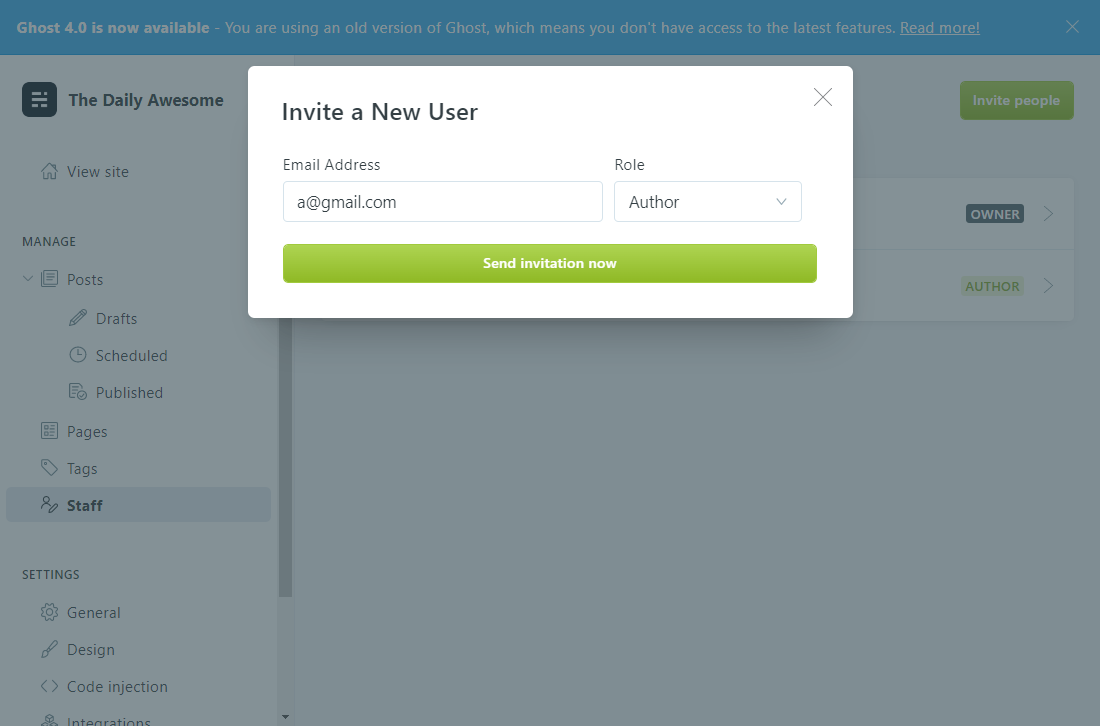 Ghost 4.0 is now available - You are using an old version of Ghost, which means you don't have access to the latest features. Read more!
The Daily Awesome
Invite people
View site
MANAGE
Posts
Drafts
Scheduled
Published
Pages
Tags
Staff
SETTINGS
General
Design
Code injection
Integrations
Invite a New User
Email Address
Role
a@gmail.com
Author
Send invitation now
OWNER
AUTHOR